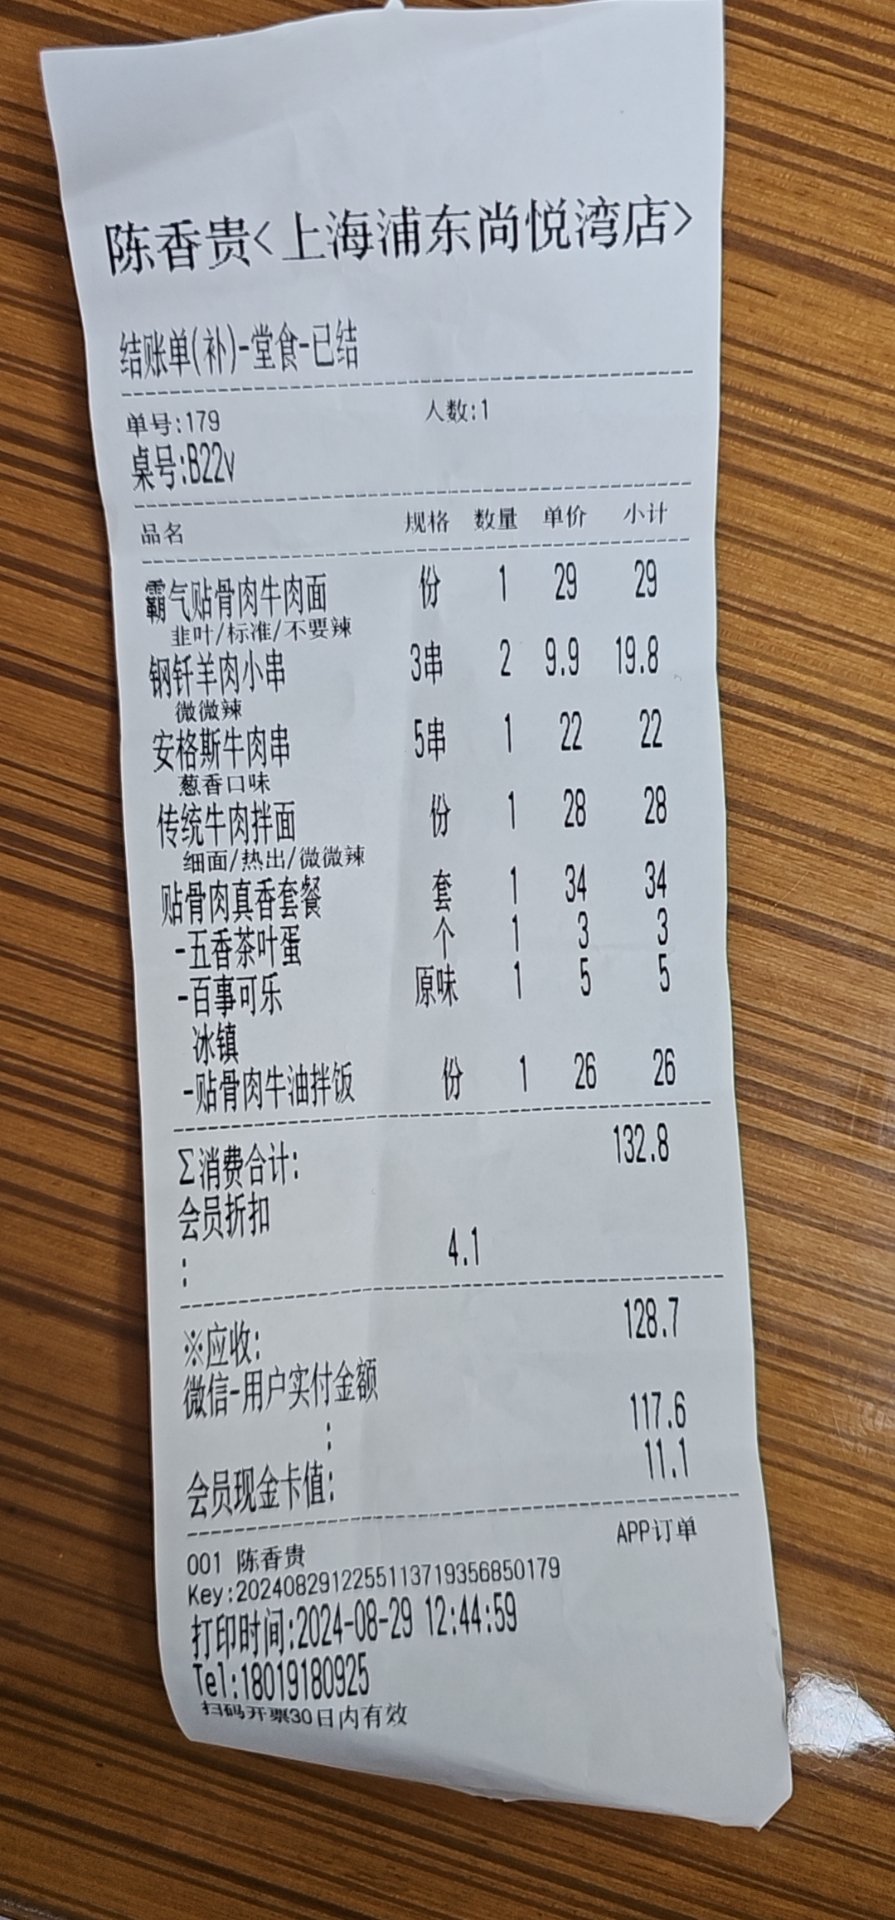 陈香贵<上海浦东尚悦湾店>
结账单(补)-堂食-已结
单号:179 人数:1
桌号:B22v
品名 规格 数量 单价 小计
霸气贴骨肉牛肉面 份 1 29 29
韭叶/标准/不要辣
钢钎羊肉小串 3串 2 9.9 19.8
微微辣
安格斯牛肉串 5串 1 22 22
葱香口味
传统牛肉拌面 份 1 28 28
细面/热出/微微辣
贴骨肉真香套餐 套 1 34 34
-五香茶叶蛋 个 1 3 3
-百事可乐 原味 1 5 5
冰镇
-贴骨肉牛油拌饭 份 1 26 26
Σ消费合计: 132.8
会员折扣
: 4.1
※应收: 128.7
微信-用户实付金额
: 117.6
会员现金卡值: 11.1
001 陈香贵 APP订单
Key:2024082912255113719356850179
打印时间:2024-08-29 12:44:59
Tel:18019180925
扫码开票30日内有效